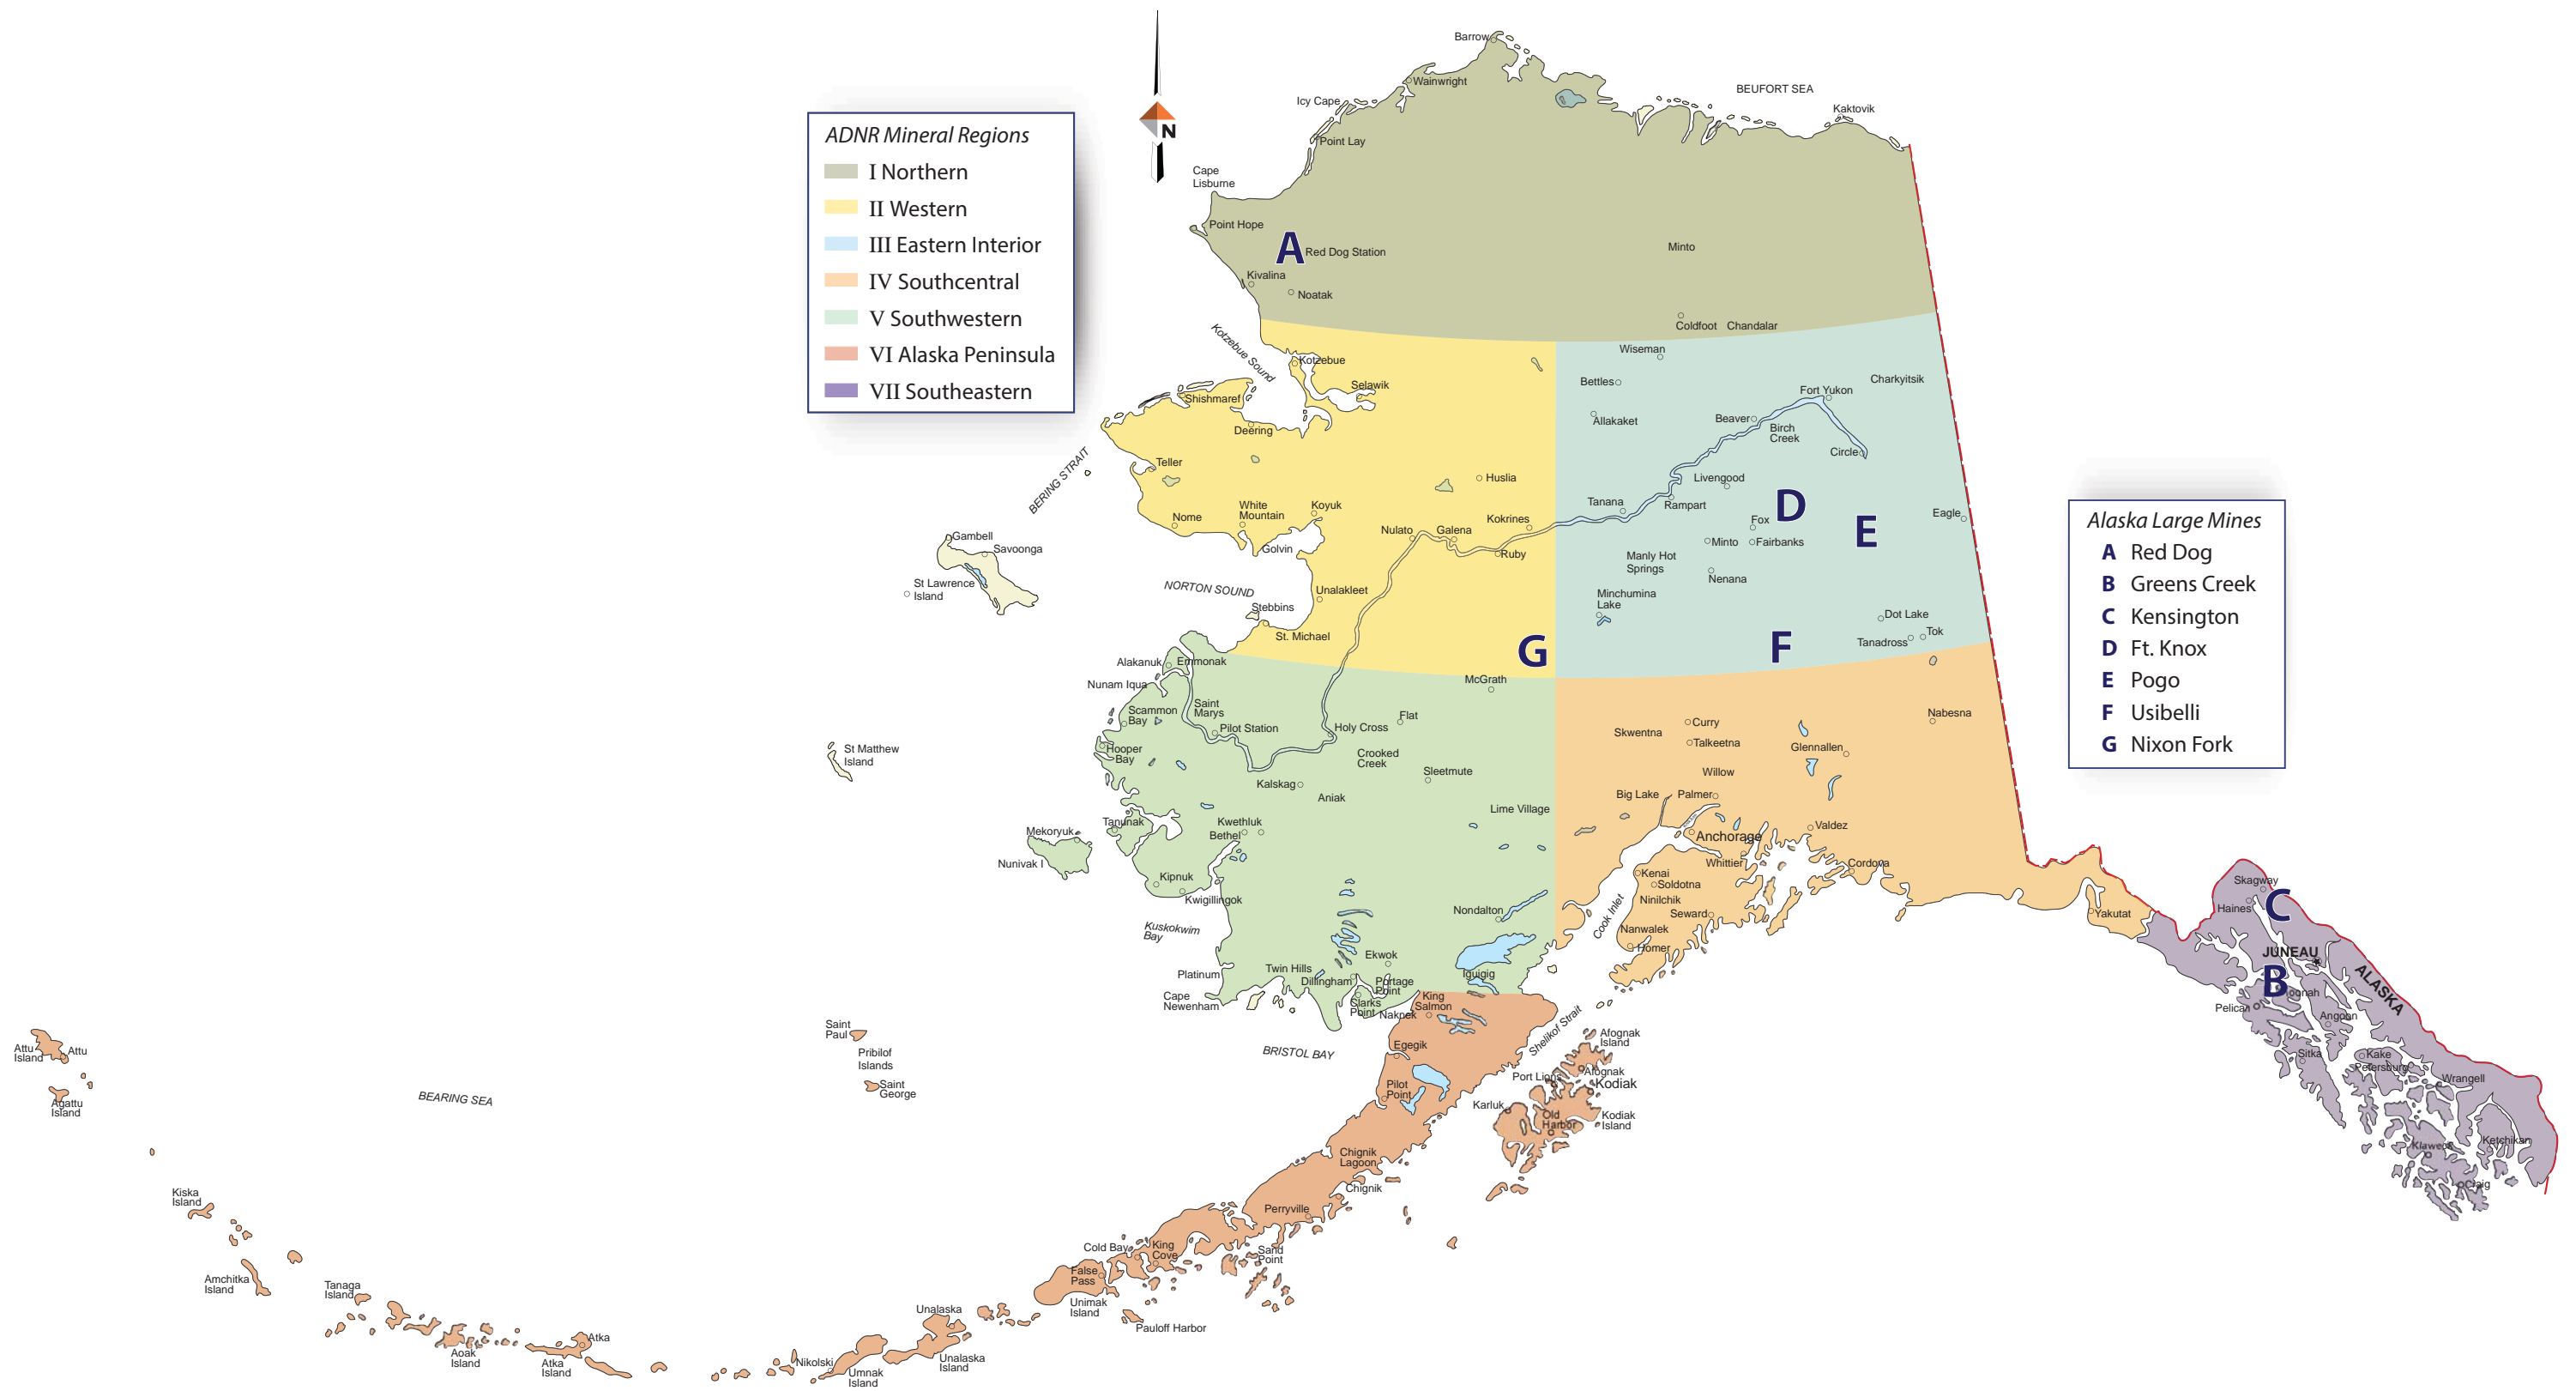 ADNR Mineral Regions
I Northern
II Western
III Eastern Interior
IV Southcentral
V Southwestern
VI Alaska Peninsula
VII Southeastern
N
Barrow
Wainwright
Icy Cape
Point Lay
BEUFORT SEA
Kaktovik
Cape
Lisburne
Point Hope
A
Red Dog Station
Minto
Kivalina
Noatak
Coldfoot
Chandalar
Kotzebue Sound
Kotzebue
Selawik
Shishmaref
Deering
Wiseman
Bettles
Allakaket
Charkyitsik
Fort Yukon
Beaver
Birch
Creek
Circle
BERING STRAIT
Teller
Huslia
Livengood
Nome
White
Mountain
Koyuk
Golvin
Nulato
Galena
Kokrines
Ruby
Tanana
Rampart
D
Fox
E
Eagle
Minto
Fairbanks
Manly Hot
Springs
Nenana
Gambell
Savoonga
St Lawrence
Island
NORTON SOUND
Unalakleet
Stebbins
St. Michael
Minchumina
Lake
Dot Lake
Tok
Tanadross
G
F
Alaska Large Mines
A Red Dog
B Greens Creek
C Kensington
D Ft. Knox
E Pogo
F Usibelli
G Nixon Fork
Alakanuk
Emmonak
Nunam Iqua
McGrath
Scammon
Bay
Saint
Marys
Pilot Station
Holy Cross
Flat
Hooper
Bay
Crooked
Creek
Sleetmute
Kalskag
Aniak
Lime Village
St Matthew
Island
Curry
Skwentna
Talkeetna
Glennallen
Nabesna
Willow
Big Lake
Palmer
Mekoryuk
Nunivak I
Tanunak
Kwethluk
Bethel
Kipnuk
Kwigillingok
Anchorage
Valdez
Whittier
Cordova
Kenai
Soldotna
Ninilchik
Seward
Nanwalek
Homer
Cook Inlet
Yakutat
Kuskokwim
Bay
Nondalton
Platinum
Cape
Newenham
Twin Hills
Dillingham
Ekwok
Portage
Point
Clarks
Point
Iguigig
King
Salmon
Naknek
Skagway
C
Haines
JUNEAU
B
ALASKA
Pelican
Angoon
Sitka
Kake
Petersburg
Wrangell
Klawock
Ketchikan
Craig
BRISTOL BAY
Egegik
Shelikof Strait
Afognak
Island
Afognak
Port Lions
Kodiak
Pilot
Point
Karluk
Old
Harbor
Kodiak
Island
Saint
Paul
Pribilof
Islands
Saint
George
Attu
Island
Attu
Agattu
Island
BEARING SEA
Chignik
Lagoon
Chignik
Perryville
Sand
Point
Cold Bay
King
Cove
False
Pass
Unimak
Island
Pauloff Harbor
Kiska
Island
Amchitka
Island
Tanaga
Island
Aoak
Island
Atka
Atka
Island
Nikolski
Umnak
Island
Unalaska
Unalaska
Island